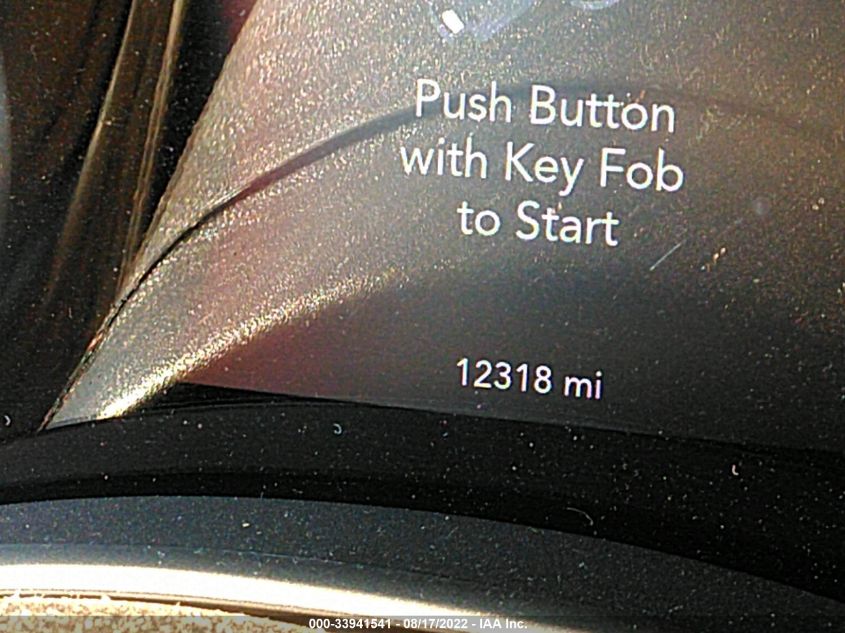 Push Button
with Key Fob
to Start
12318 mi
000-33941541 - 08/17/2022 - IAA Inc.